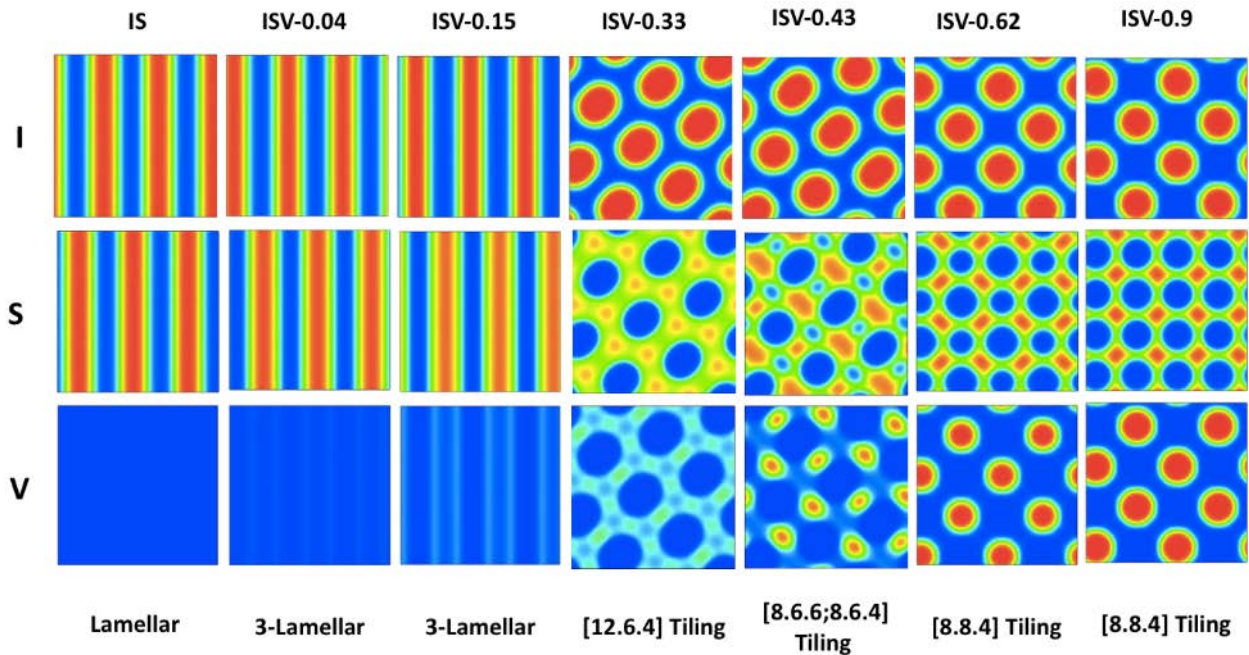 IS ISV-0.04 ISV-0.15 ISV-0.33 ISV-0.43 ISV-0.62 ISV-0.9
I
S
V
Lamellar 3-Lamellar 3-Lamellar [12.6.4] Tiling [8.6.6;8.6.4] Tiling [8.8.4] Tiling [8.8.4] Tiling